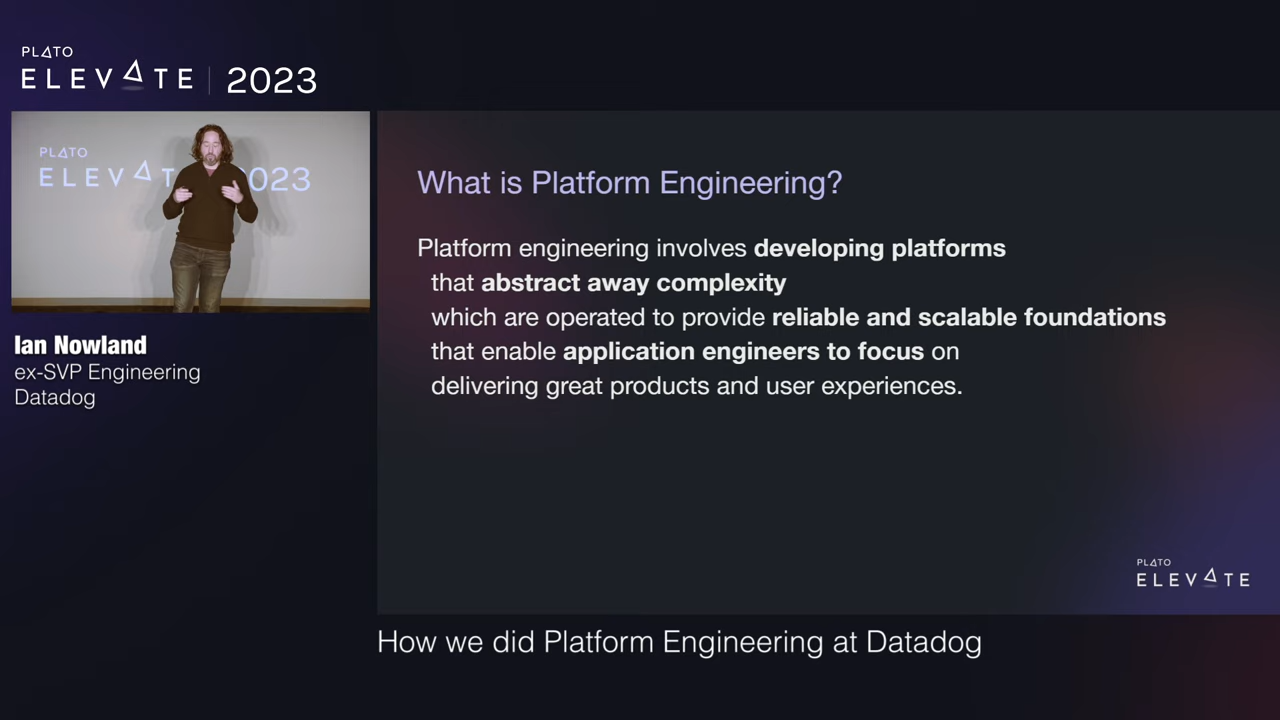 PLATO
ELEVATE | 2023
PLATO
ELEVAT 2023
Ian Nowland
ex-SVP Engineering
Datadog
What is Platform Engineering?
Platform engineering involves developing platforms
that abstract away complexity
which are operated to provide reliable and scalable foundations
that enable application engineers to focus on
delivering great products and user experiences.
PLATO
ELEVATE
How we did Platform Engineering at Datadog